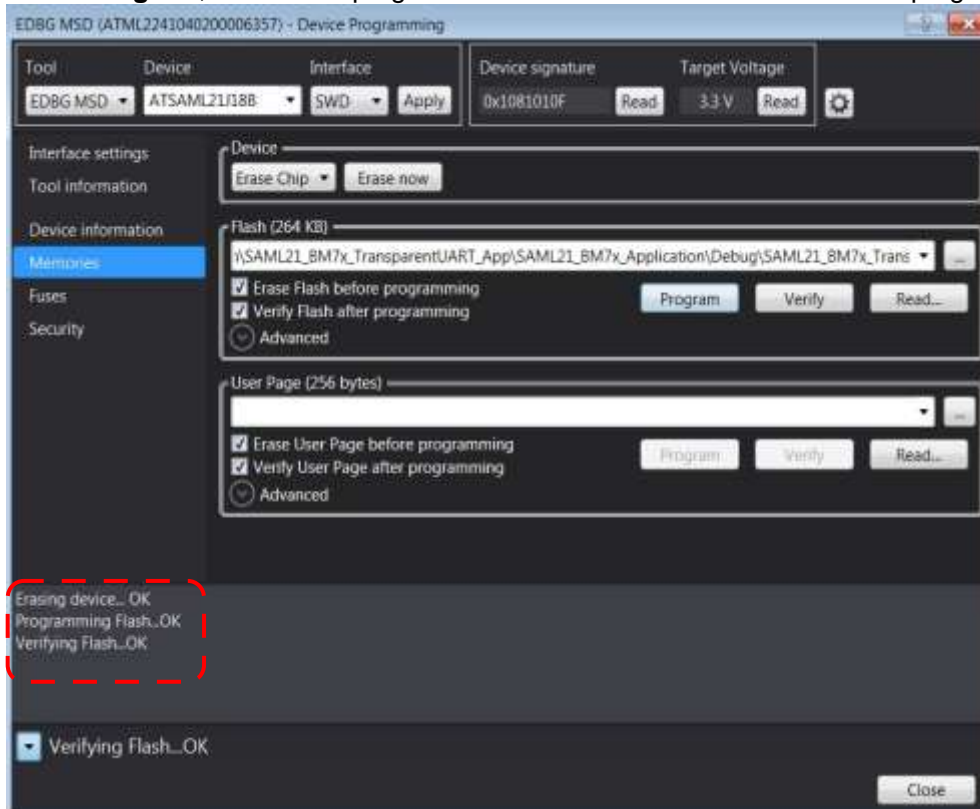 EDBG MSD (ATML2241040200006357) - Device Programming
Tool Device Interface Device signature Target Voltage
EDBG MSD ATSAML21J18B SWD Apply 0x1081010F Read 3.3 V Read
Interface settings
Tool information
Device information
Memories
Fuses
Security
Device
Erase Chip Erase now
Flash (264 KB)
\SAML21_BM7x_TransparentUART_App\SAML21_BM7x_Application\Debug\SAML21_BM7x_Trans ...
Erase Flash before programming
Verify Flash after programming
Program Verify Read...
Advanced
User Page (256 bytes)
...
Erase User Page before programming
Verify User Page after programming
Program Verify Read...
Advanced
Erasing device... OK
Programming Flash...OK
Verifying Flash...OK
Verifying Flash...OK
Close